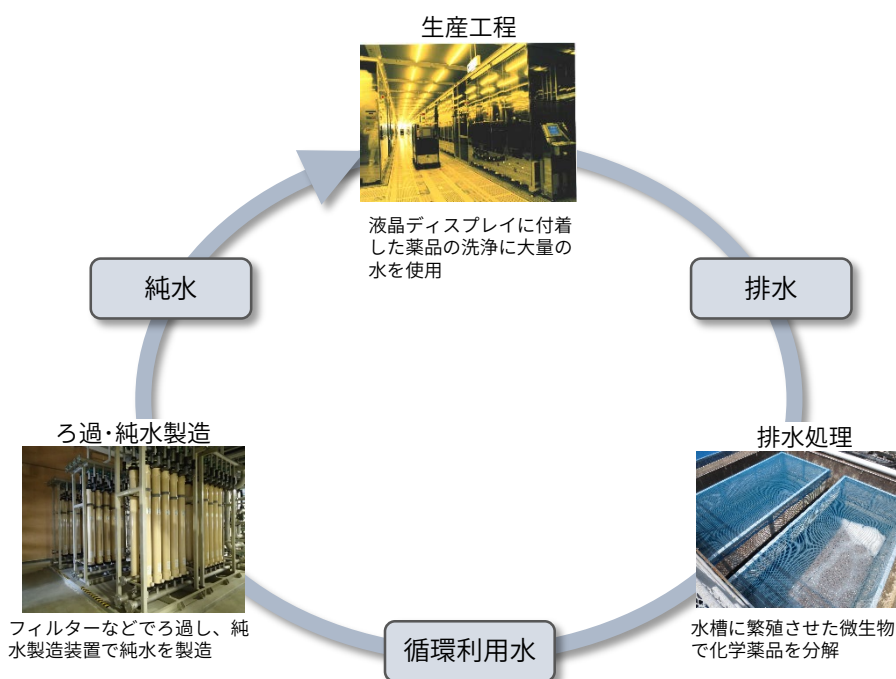 生産工程
液晶ディスプレイに付着
した薬品の洗浄に大量の
水を使用
純水
排水
ろ過・純水製造
排水処理
フィルターなどでろ過し、純
水製造装置で純水を製造
循環利用水
水槽に繁殖させた微生物
で化学薬品を分解